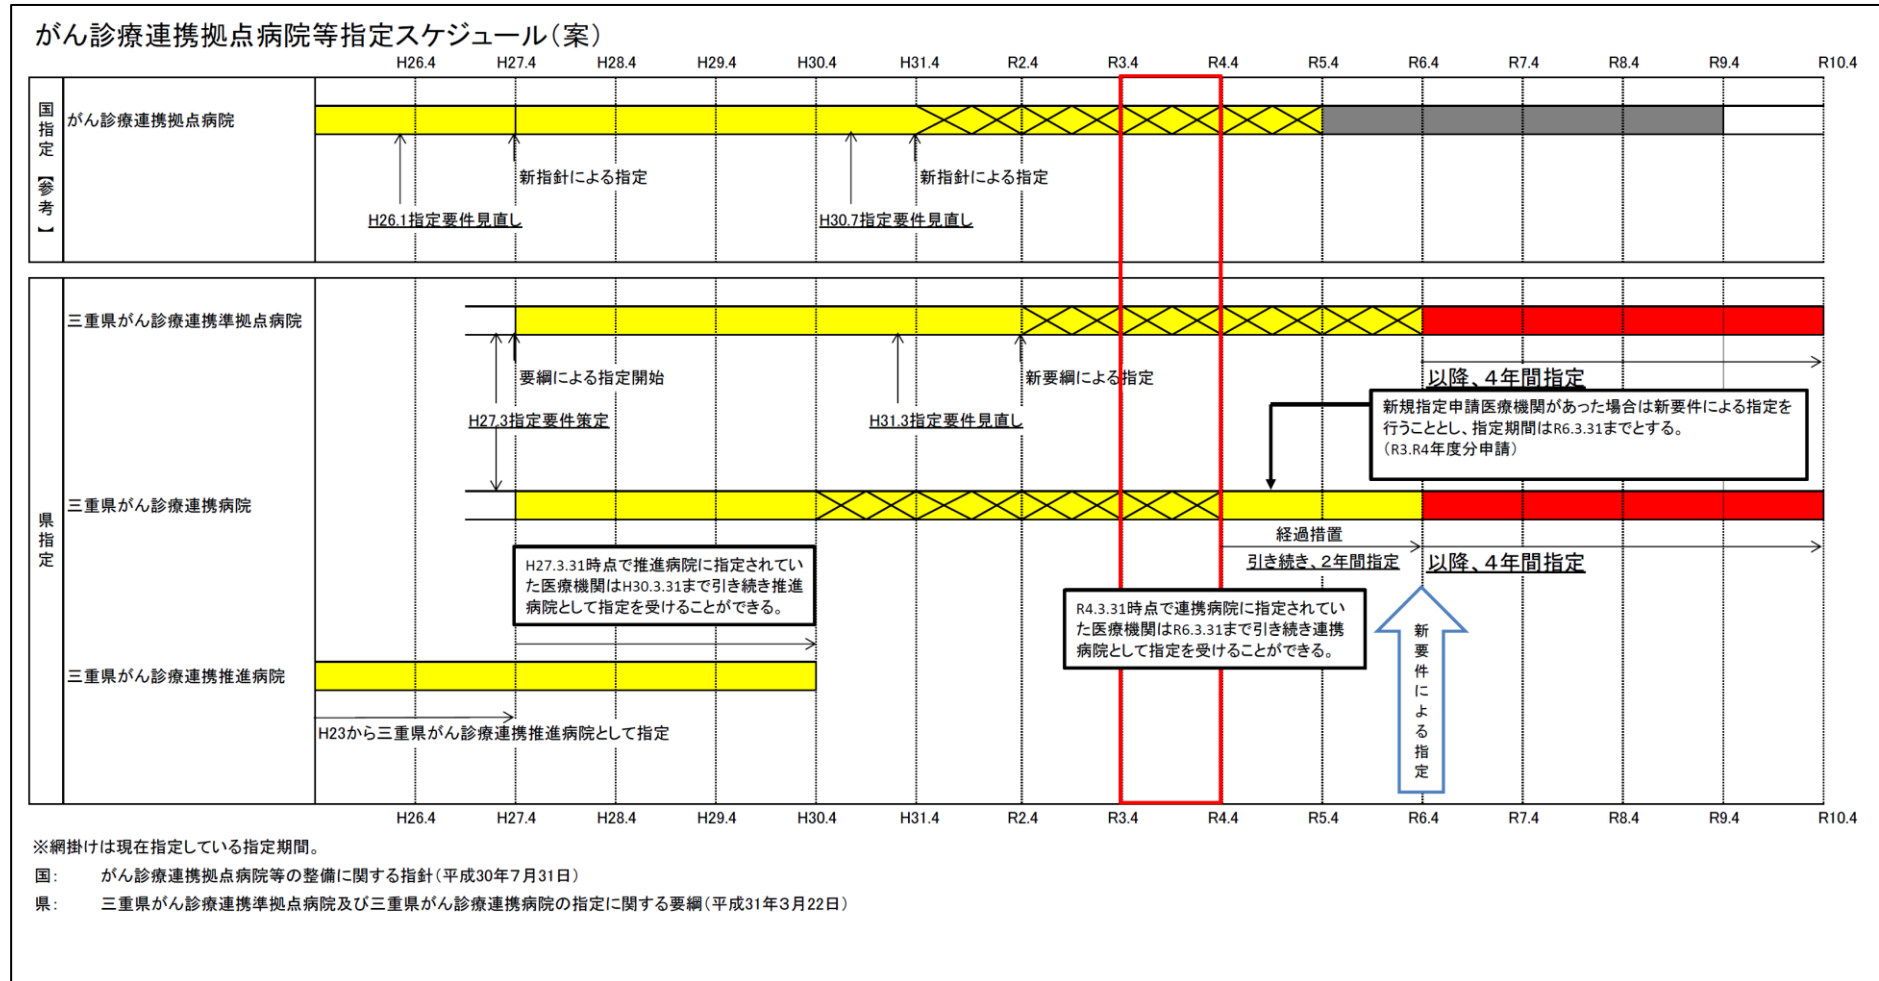 がん診療連携拠点病院等指定スケジュール(案)
H26.4 H27.4 H28.4 H29.4 H30.4 H31.4 R2.4 R3.4 R4.4 R5.4 R6.4 R7.4 R8.4 R9.4 R10.4
国指定【参考】
がん診療連携拠点病院
新指針による指定
新指針による指定
H26.1指定要件見直し
H30.7指定要件見直し
県指定
三重県がん診療連携準拠点病院
要綱による指定開始
新要綱による指定
以降、4年間指定
H27.3指定要件策定
H31.3指定要件見直し
新規指定申請医療機関があった場合は新要件による指定を
行うこととし、指定期間はR6.3.31までとする。
(R3.R4年度分申請)
三重県がん診療連携病院
経過措置
引き続き、2年間指定
以降、4年間指定
H27.3.31時点で推進病院に指定されてい
た医療機関はH30.3.31まで引き続き推進
病院として指定を受けることができる。
R4.3.31時点で連携病院に指定されてい
た医療機関はR6.3.31まで引き続き連携
病院として指定を受けることができる。
新要件による指定
三重県がん診療連携推進病院
H23から三重県がん診療連携推進病院として指定
H26.4 H27.4 H28.4 H29.4 H30.4 H31.4 R2.4 R3.4 R4.4 R5.4 R6.4 R7.4 R8.4 R9.4 R10.4
※網掛けは現在指定している指定期間。
国: がん診療連携拠点病院等の整備に関する指針(平成30年7月31日)
県: 三重県がん診療連携準拠点病院及び三重県がん診療連携病院の指定に関する要綱(平成31年3月22日)